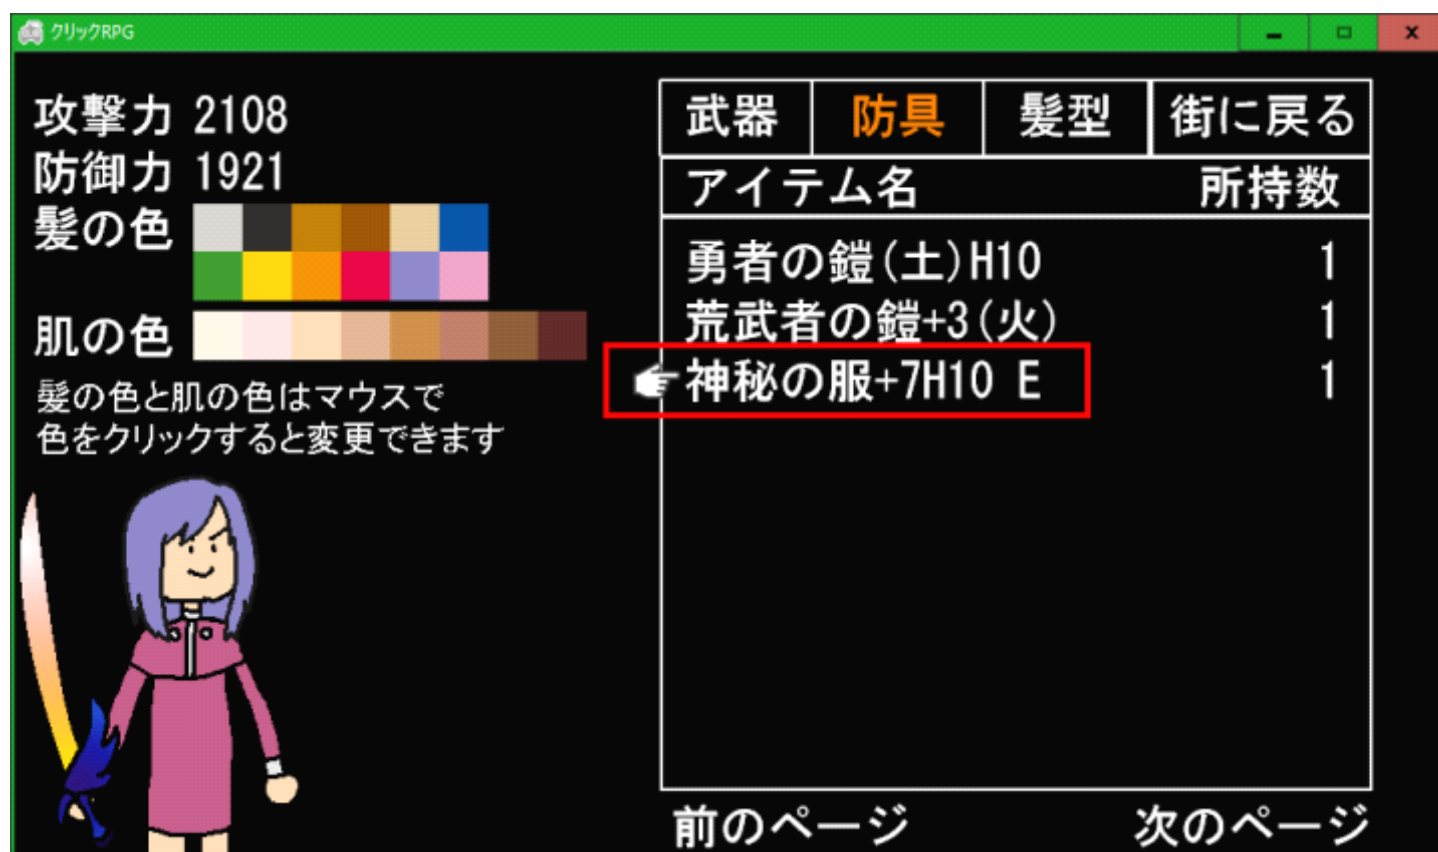 クリックRPG
攻撃力 2108
防御力 1921
髪の色
肌の色
髪の色と肌の色はマウスで
色をクリックすると変更できます
武器 防具 髪型 街に戻る
アイテム名 所持数
勇者の鎧(土)H10 1
荒武者の鎧+3(火) 1
神秘の服+7H10 E 1
前のページ 次のページ